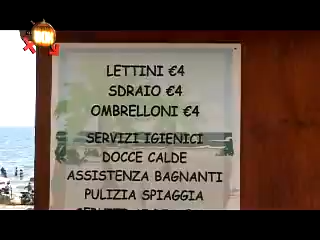 LETTINI €4
SDRAIO €4
OMBRELLONI €4
SERVIZI IGIENICI
DOCCE CALDE
ASSISTENZA BAGNANTI
PULIZIA SPIAGGIA